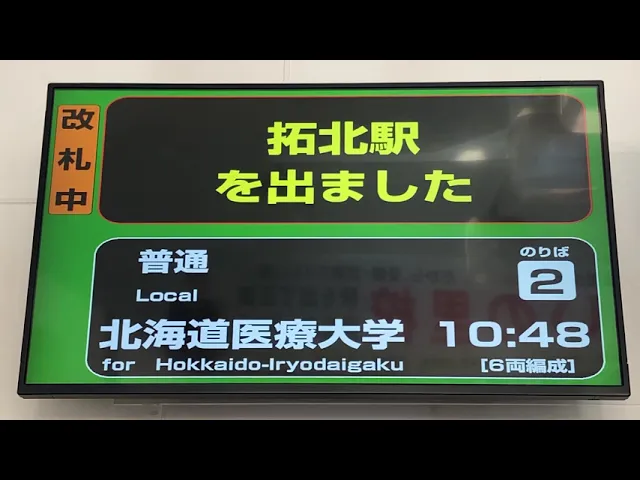 改札中
拓北駅
を出ました
普通
Local
のりば
2
北海道医療大学 10:48
for Hokkaido-Iryodaigaku [6両編成]